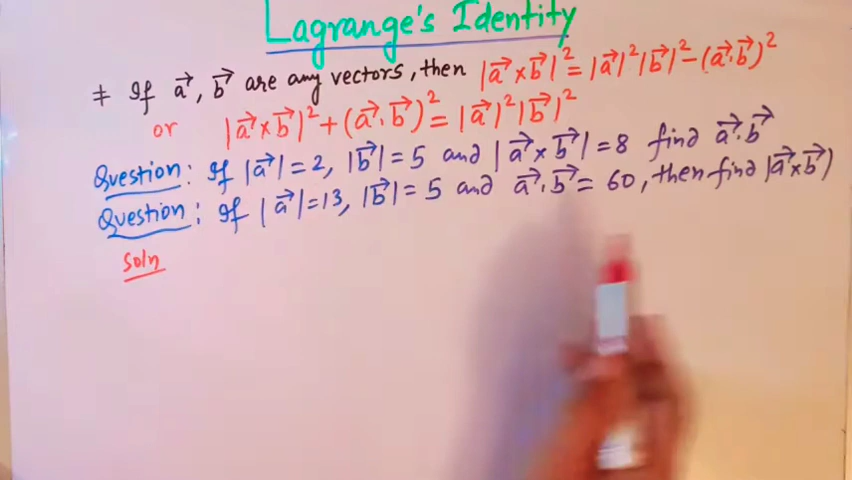 Lagrange's Identity
* If a⃗, b⃗ are any vectors, then |a⃗×b⃗|² = |a⃗|²|b⃗|² - (a⃗.b⃗)²
or |a⃗×b⃗|² + (a⃗.b⃗)² = |a⃗|²|b⃗|²
Question: If |a⃗| = 2, |b⃗| = 5 and |a⃗×b⃗| = 8 find a⃗.b⃗
Question: If |a⃗| = 13, |b⃗| = 5 and a⃗.b⃗ = 60, then find |a⃗×b⃗)
Soln